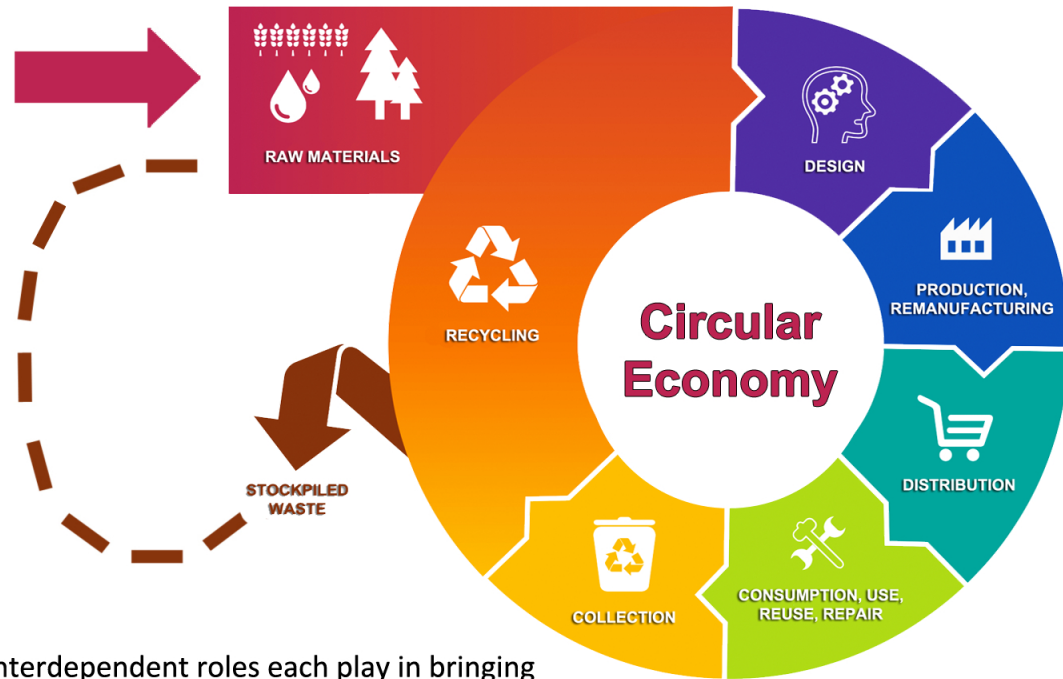 RAW MATERIALS
DESIGN
PRODUCTION,
REMANUFACTURING
RECYCLING
Circular
Economy
DISTRIBUTION
STOCKPILED
WASTE
CONSUMPTION, USE,
REUSE, REPAIR
COLLECTION
nterdependent roles each play in bringing